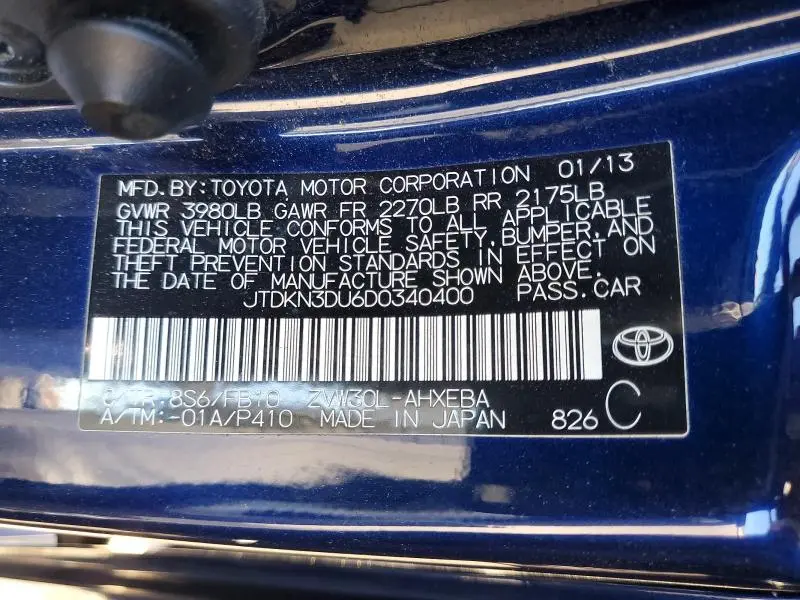 MFD. BY: TOYOTA MOTOR CORPORATION 01/13
GVWR 3980LB GAWR FR 2270LB RR 2175LB
THIS VEHICLE CONFORMS TO ALL APPLICABLE
FEDERAL MOTOR VEHICLE SAFETY, BUMPER, AND
THEFT PREVENTION STANDARDS IN EFFECT ON
THE DATE OF MANUFACTURE SHOWN ABOVE.
JTDKN3DU6D0340400 PASS. CAR
C/TR: 8S6/FB10 ZVW30L-AHXEBA
A/TM: -01A/P410 MADE IN JAPAN 826 C